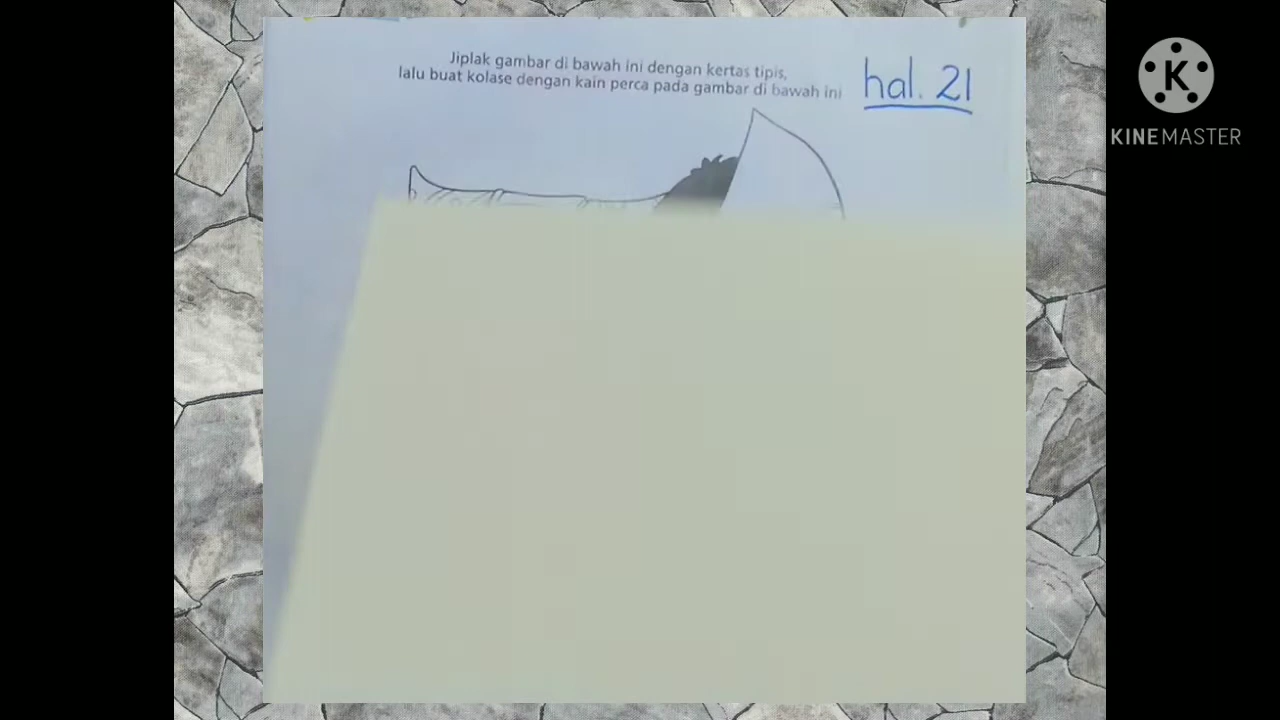 Jiplak gambar di bawah ini dengan kertas tipis,
lalu buat kolase dengan kain perca pada gambar di bawah ini
hal. 21
K
KINEMASTER